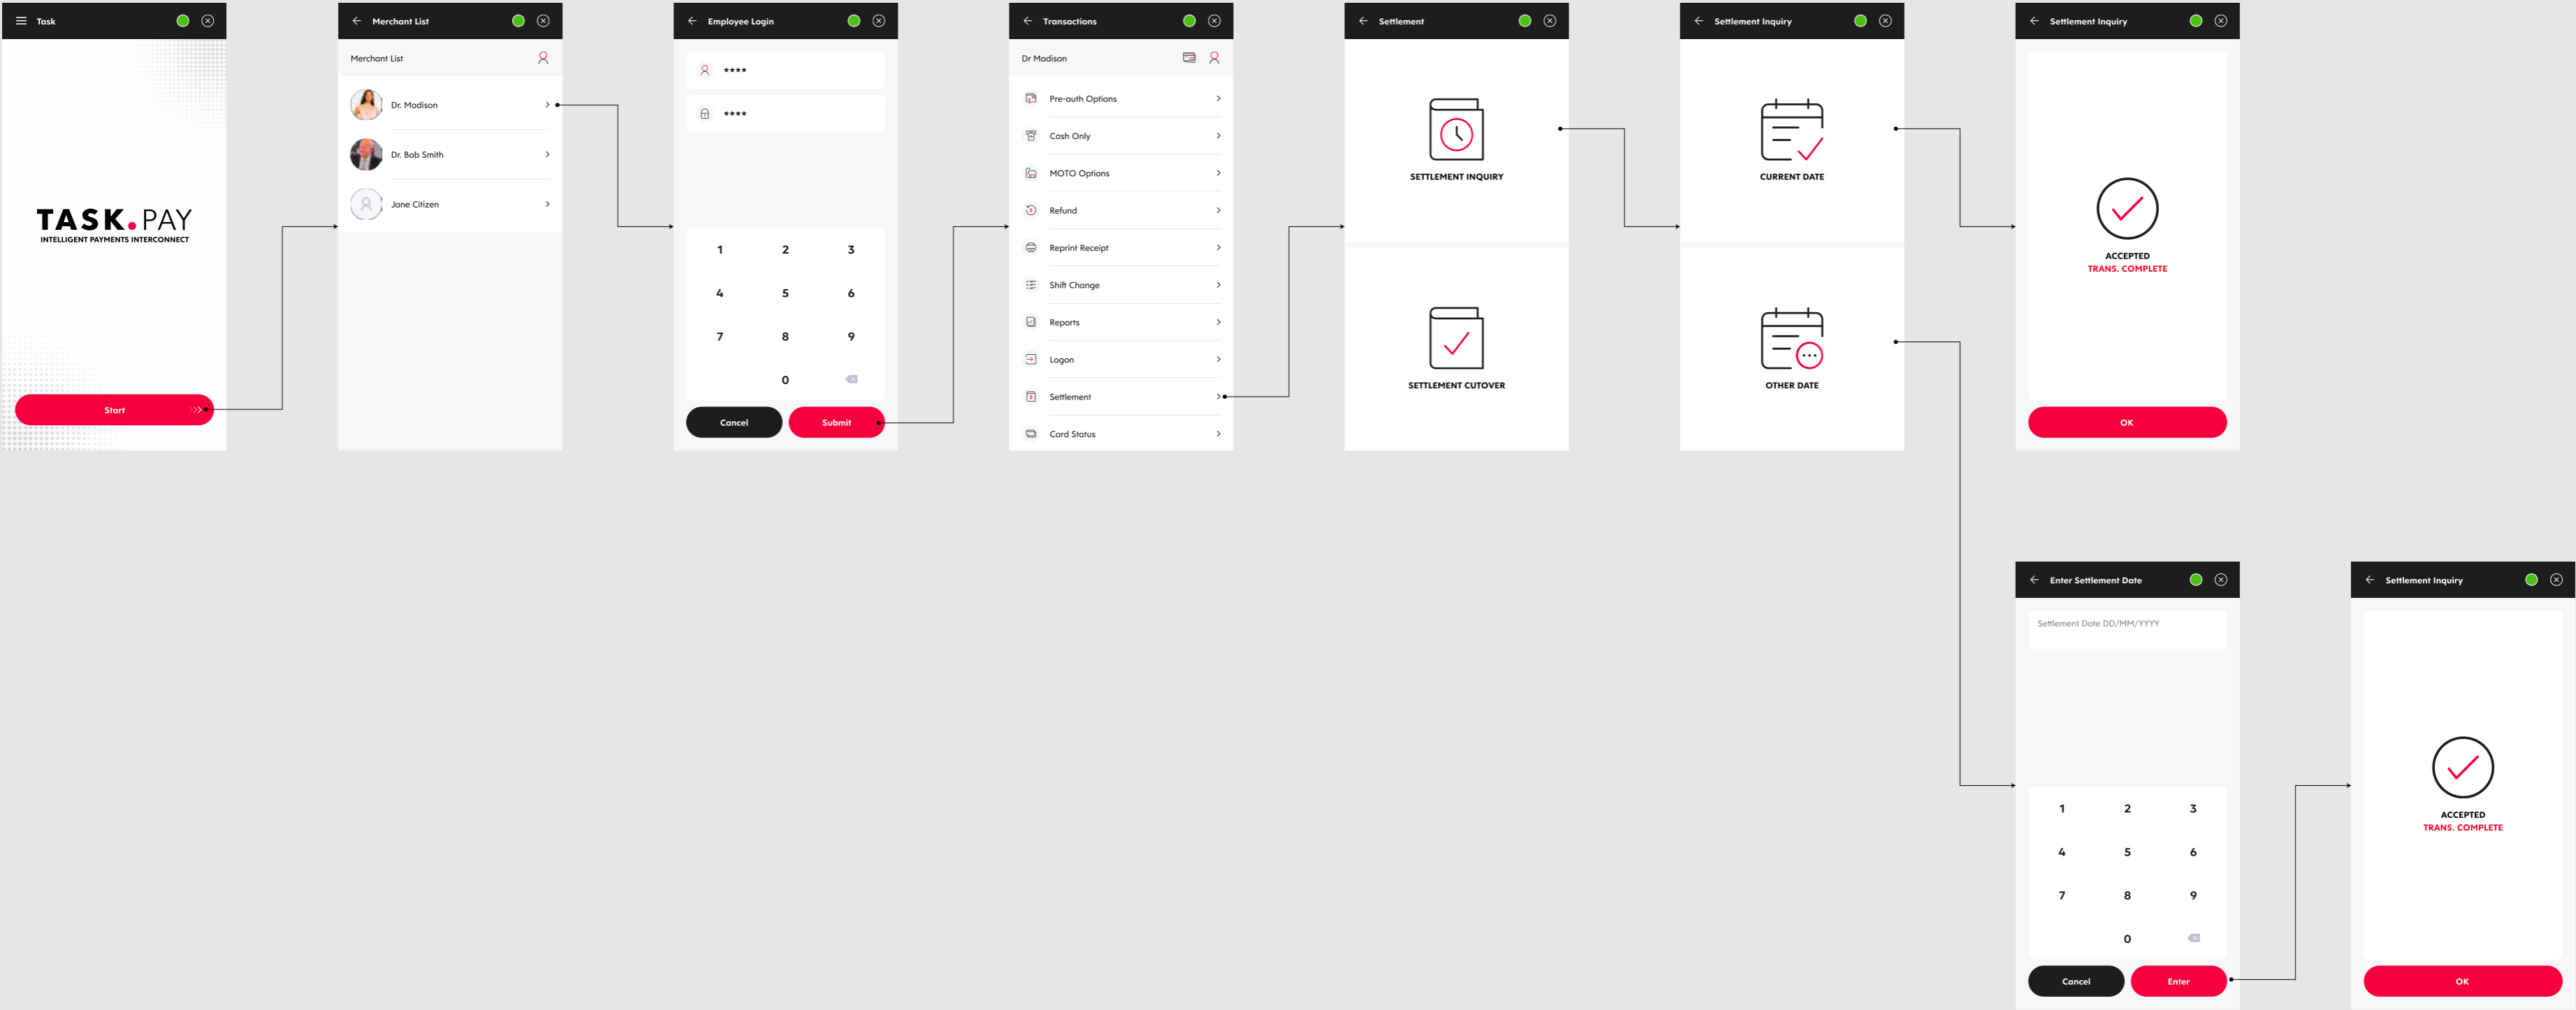 Task
TASK.PAY
INTELLIGENT PAYMENTS INTERCONNECT
Start
Merchant List
Merchant List
Dr. Madison
Dr. Bob Smith
Jane Citizen
Employee Login
****
****
1 2 3
4 5 6
7 8 9
0
Cancel Submit
Transactions
Dr Madison
Pre-auth Options
Cash Only
MOTO Options
Refund
Reprint Receipt
Shift Change
Reports
Logon
Settlement
Card Status
Settlement
SETTLEMENT INQUIRY
SETTLEMENT CUTOVER
Settlement Inquiry
CURRENT DATE
OTHER DATE
Settlement Inquiry
ACCEPTED
TRANS. COMPLETE
OK
Enter Settlement Date
Settlement Date DD/MM/YYYY
1 2 3
4 5 6
7 8 9
0
Cancel Enter
Settlement Inquiry
ACCEPTED
TRANS. COMPLETE
OK